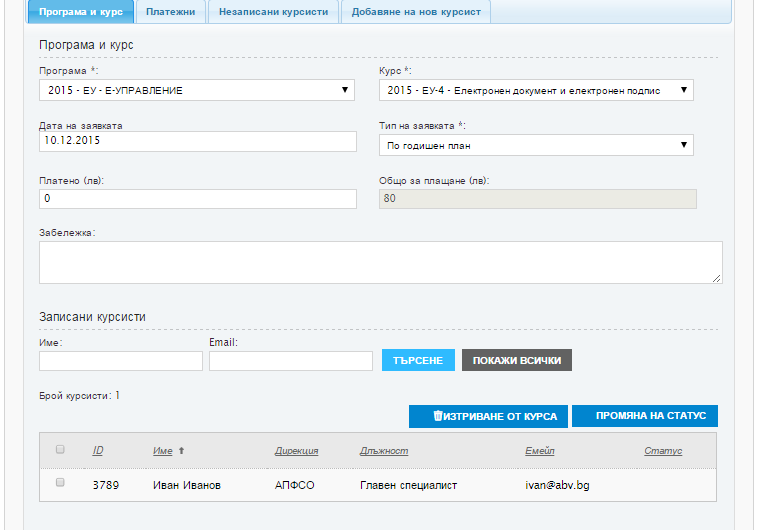 Програма и курс Платежни Незаписани курсисти Добавяне на нов курсист
Програма и курс
Програма *: Курс *:
2015 - ЕУ - Е-УПРАВЛЕНИЕ ▼ 2015 - ЕУ-4 - Електронен документ и електронен подпис ▼
Дата на заявката Тип на заявката *:
10.12.2015 По годишен план ▼
Платено (лв): Общо за плащане (лв):
0 80
Забележка:
Записани курсисти
Име: Email:
ТЪРСЕНЕ ПОКАЖИ ВСИЧКИ
Брой курсисти: 1
ИЗТРИВАНЕ ОТ КУРСА ПРОМЯНА НА СТАТУС
ID Име ⬆ Дирекция Длъжност Емейл Статус
3789 Иван Иванов АПФСО Главен специалист ivan@abv.bg